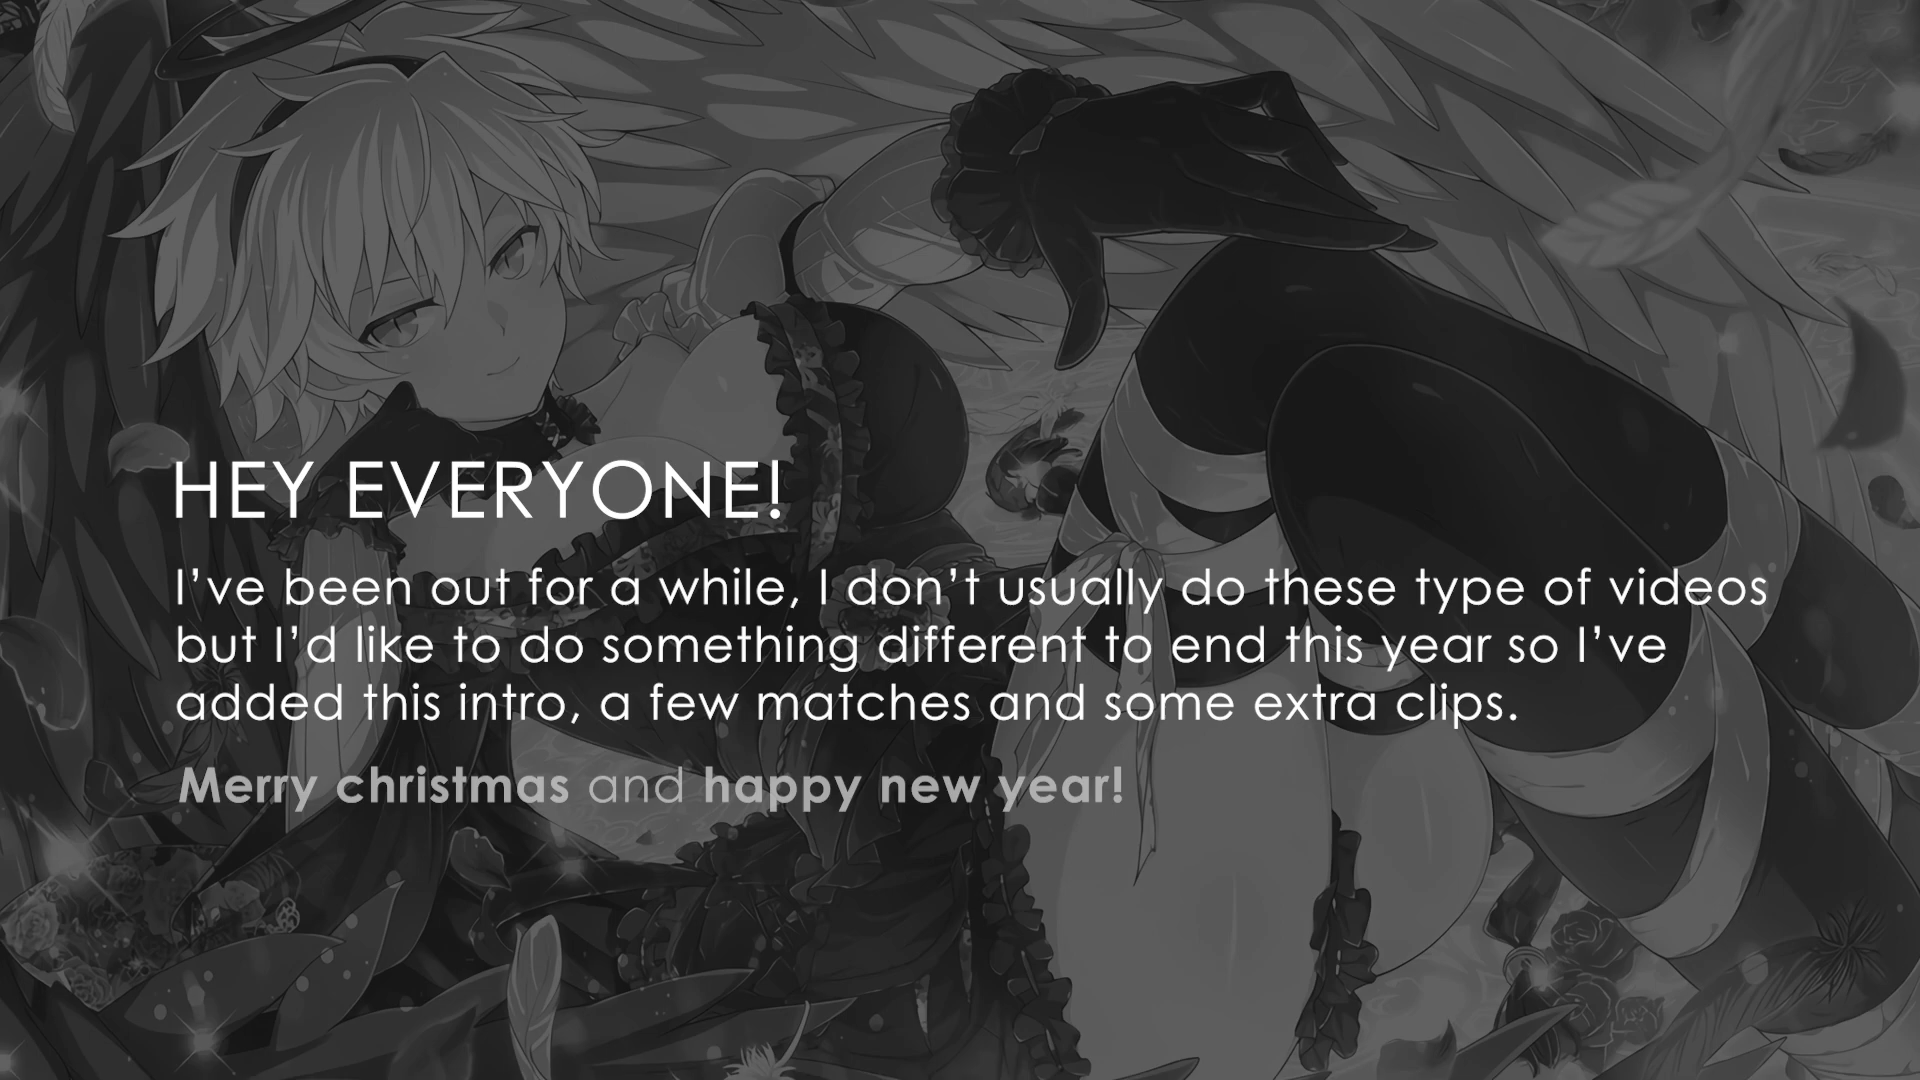 HEY EVERYONE!
I’ve been out for a while, I don’t usually do these type of videos
but I’d like to do something different to end this year so I’ve
added this intro, a few matches and some extra clips.
Merry christmas and happy new year!